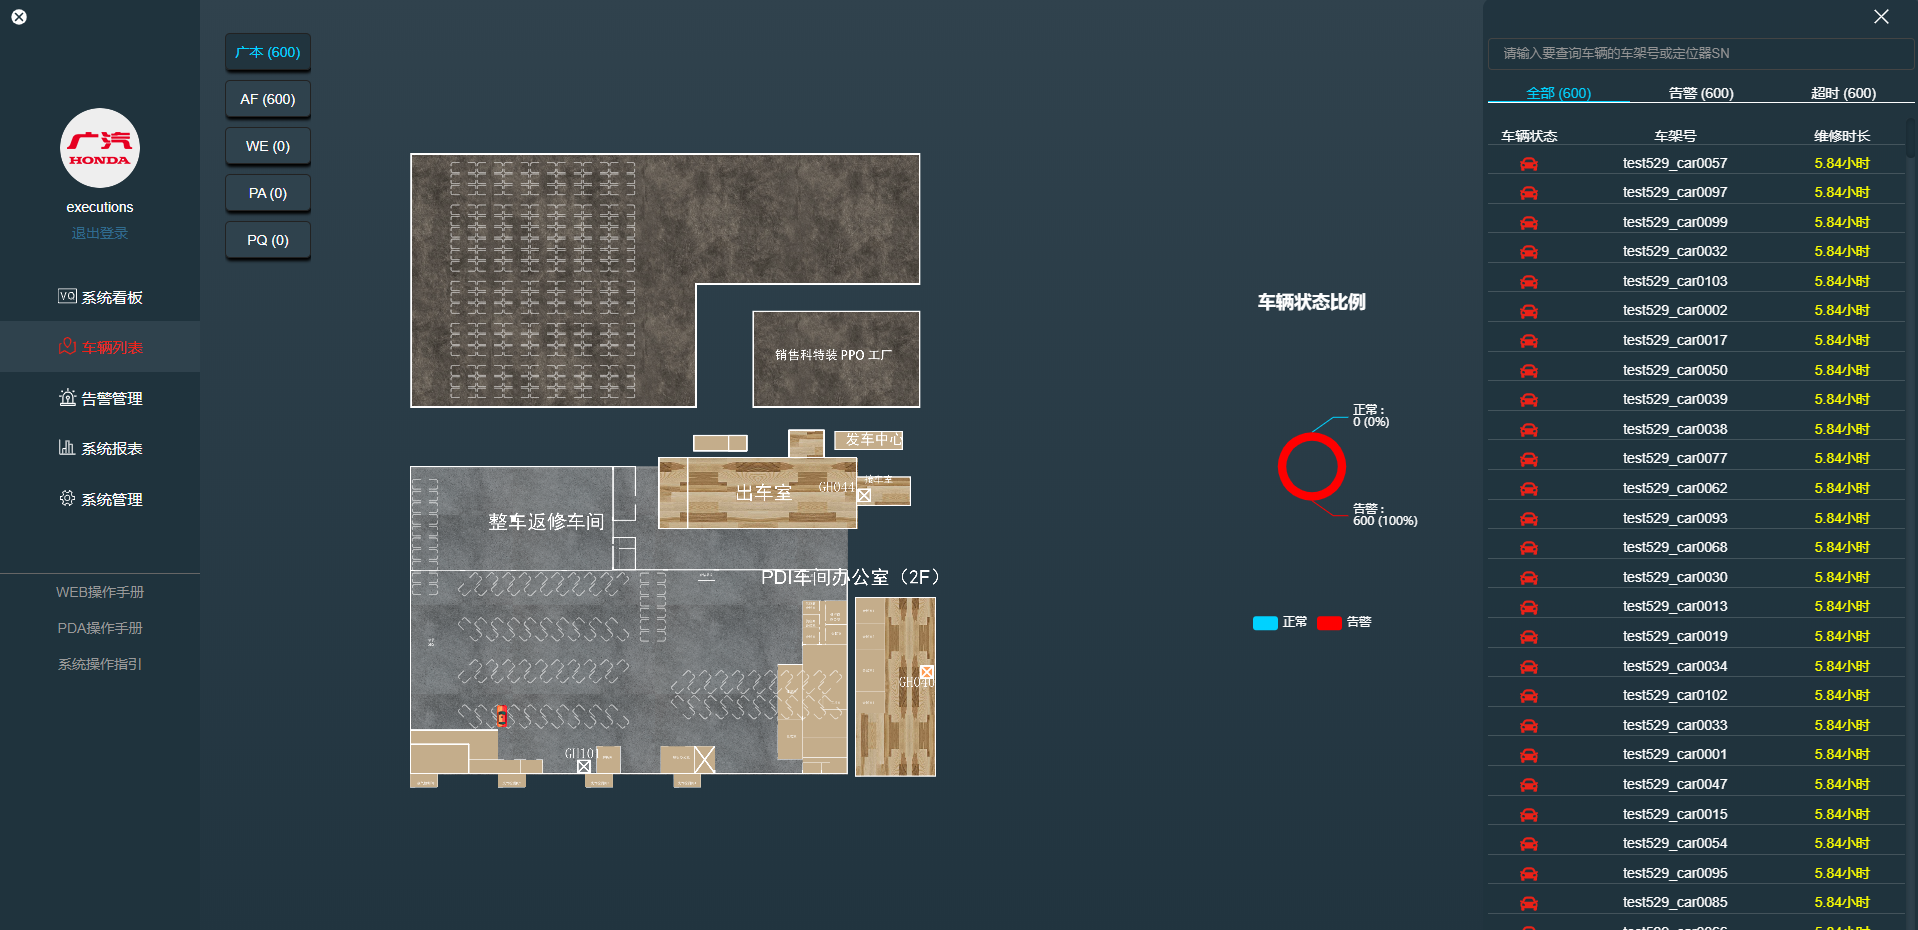 广汽
HONDA
executions
退出登录
VQ 系统看板
车辆列表
告警管理
系统报表
系统管理
WEB操作手册
PDA操作手册
系统操作指引
广本 (600)
AF (600)
WE (0)
PA (0)
PQ (0)
销售科特装 PPO 工厂
发车中心
出车室
GH044
接车室
整车返修车间
PDI车间办公室（2F）
GH040
GH101
车辆状态比例
正常 :
0 (0%)
告警 :
600 (100%)
正常 告警
请输入要查询车辆的车架号或定位器SN
全部 (600) 告警 (600) 超时 (600)
车辆状态 车架号 维修时长
test529_car0057 5.84小时
test529_car0097 5.84小时
test529_car0099 5.84小时
test529_car0032 5.84小时
test529_car0103 5.84小时
test529_car0002 5.84小时
test529_car0017 5.84小时
test529_car0050 5.84小时
test529_car0039 5.84小时
test529_car0038 5.84小时
test529_car0077 5.84小时
test529_car0062 5.84小时
test529_car0093 5.84小时
test529_car0068 5.84小时
test529_car0030 5.84小时
test529_car0013 5.84小时
test529_car0019 5.84小时
test529_car0034 5.84小时
test529_car0102 5.84小时
test529_car0033 5.84小时
test529_car0001 5.84小时
test529_car0047 5.84小时
test529_car0015 5.84小时
test529_car0054 5.84小时
test529_car0095 5.84小时
test529_car0085 5.84小时